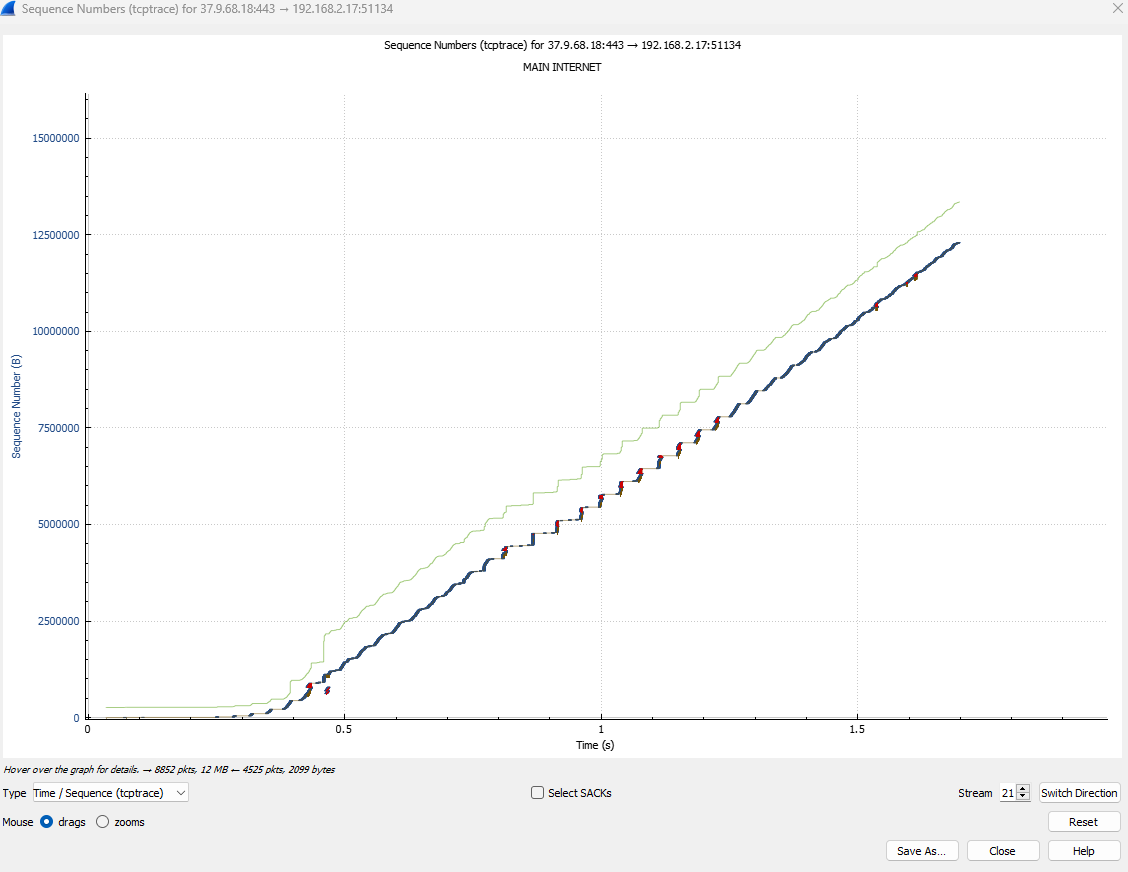 Sequence Numbers (tcptrace) for 37.9.68.18:443 → 192.168.2.17:51134
Sequence Numbers (tcptrace) for 37.9.68.18:443 → 192.168.2.17:51134
MAIN INTERNET
15000000
12500000
10000000
7500000
5000000
2500000
0
Sequence Number (B)
0 0.5 1 1.5
Time (s)
Hover over the graph for details. → 8852 pkts, 12 MB ← 4525 pkts, 2099 bytes
Type Time / Sequence (tcptrace) Select SACKs Stream 21 Switch Direction
Mouse drags zooms Reset
Save As... Close Help